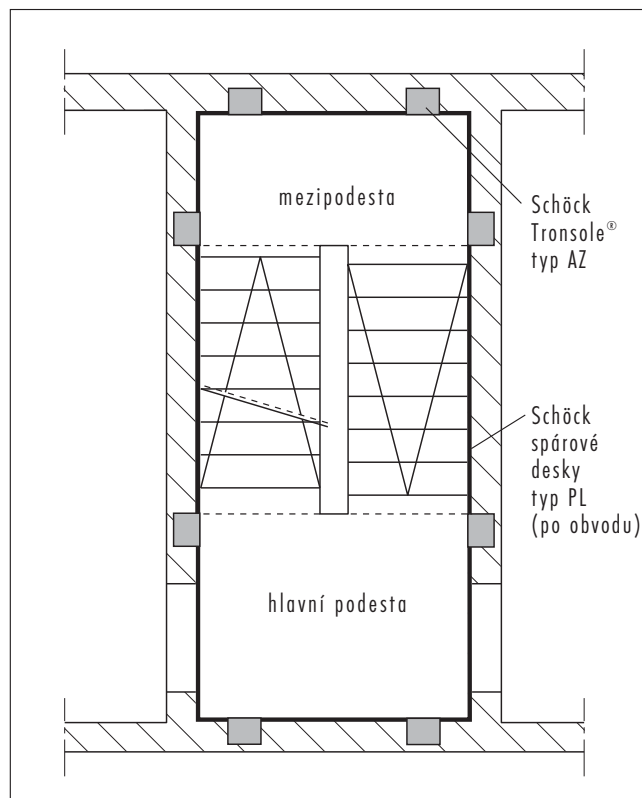 mezipodesta
Schöck
Tronsole®
typ AZ
Schöck
spárové
desky
typ PL
(po obvodu)
hlavní podesta